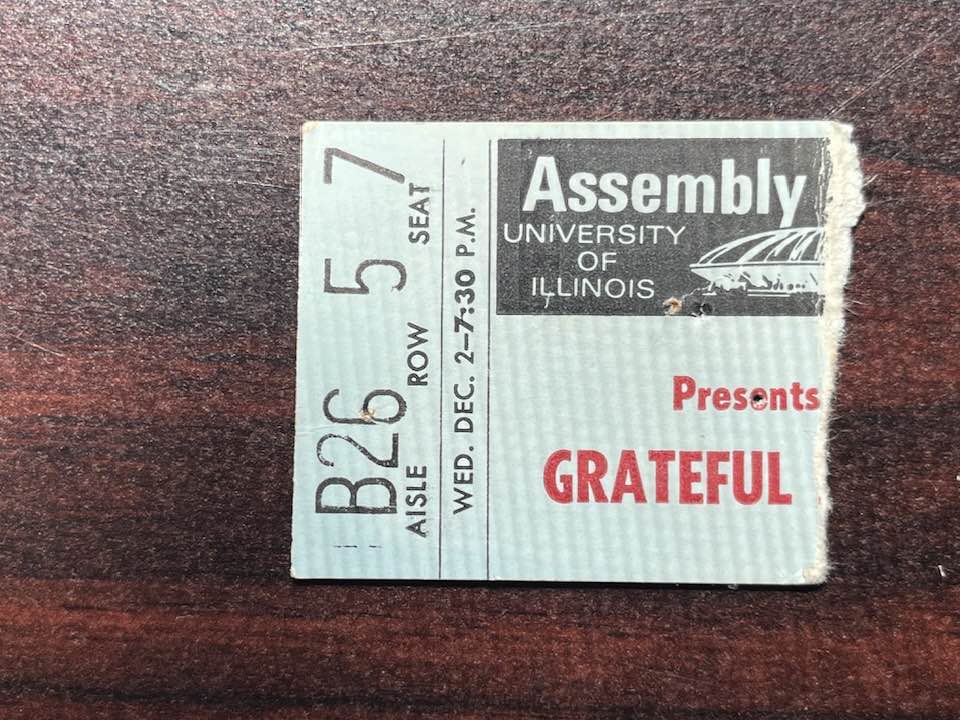 B26 5 7
AISLE ROW SEAT
WED. DEC. 2—7:30 P.M.
Assembly
UNIVERSITY
OF
ILLINOIS
Presents
GRATEFUL